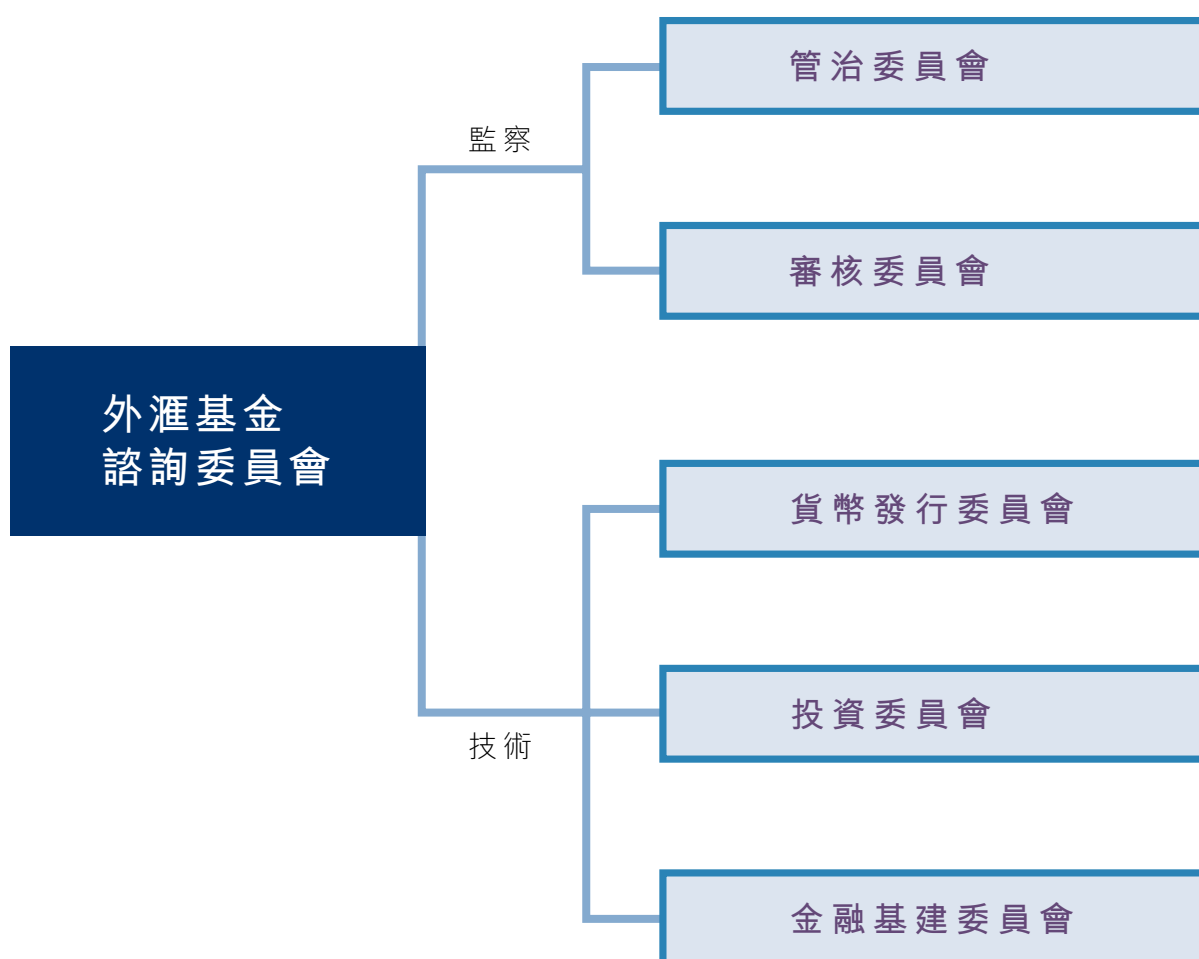 管治委員會
監察
審核委員會
外滙基金
諮詢委員會
貨幣發行委員會
投資委員會
技術
金融基建委員會